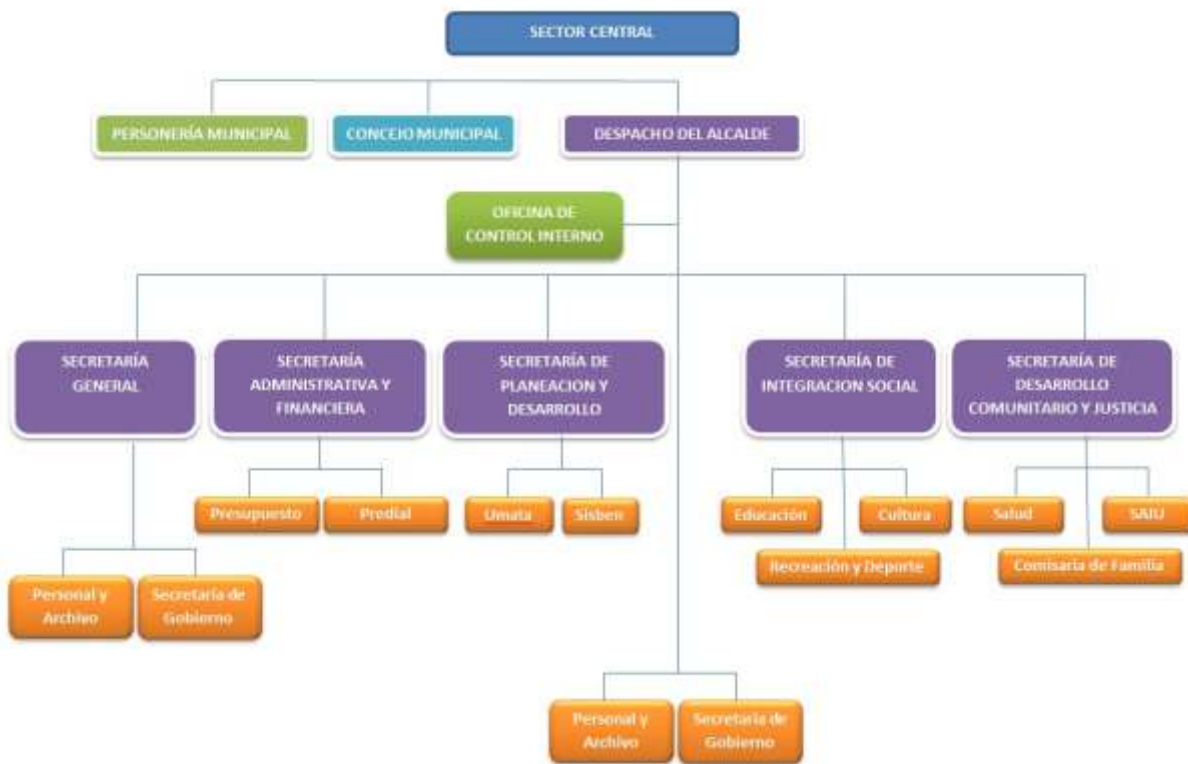 SECTOR CENTRAL
PERSONERÍA MUNICIPAL
CONCEJO MUNICIPAL
DESPACHO DEL ALCALDE
OFICINA DE
CONTROL INTERNO
SECRETARÍA
GENERAL
SECRETARÍA
ADMINISTRATIVA Y
FINANCIERA
SECRETARÍA DE
PLANEACION Y
DESARROLLO
SECRETARÍA DE
INTEGRACION SOCIAL
SECRETARÍA DE
DESARROLLO
COMUNITARIO Y JUSTICIA
Presupuesto
Predial
Umata
Sisben
Educación
Cultura
Recreación y Deporte
Salud
SAIU
Comisaria de Familia
Personal y
Archivo
Secretaria de
Gobierno
Personal y
Archivo
Secretaria de
Gobierno